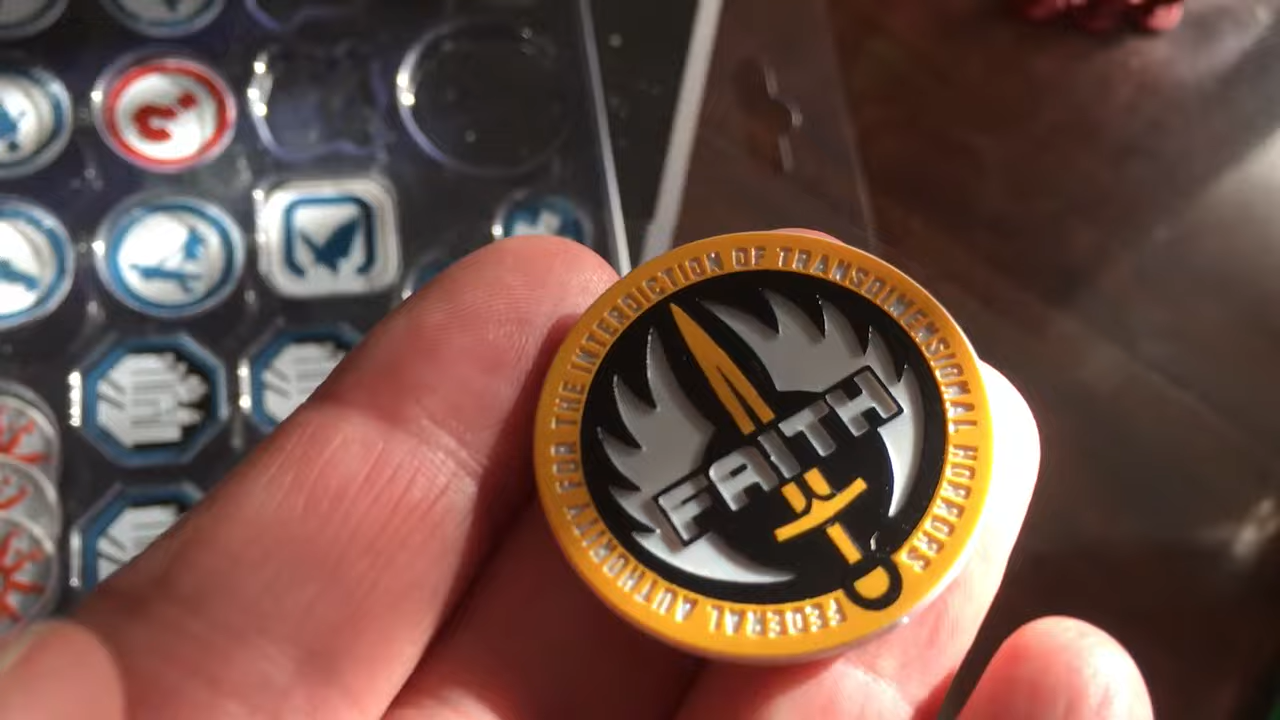 FEDERAL AUTHORITY FOR THE INTERDICTION OF TRANSDIMENSIONAL HORRORS
FAITH
?